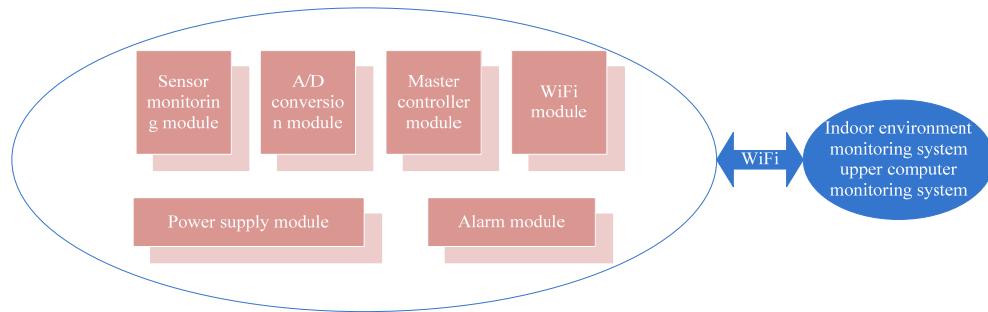 Sensor
monitorin
g module
A/D
conversio
n module
Master
controller
module
WiFi
module
Power supply module
Alarm module
WiFi
Indoor environment
monitoring system
upper computer
monitoring system